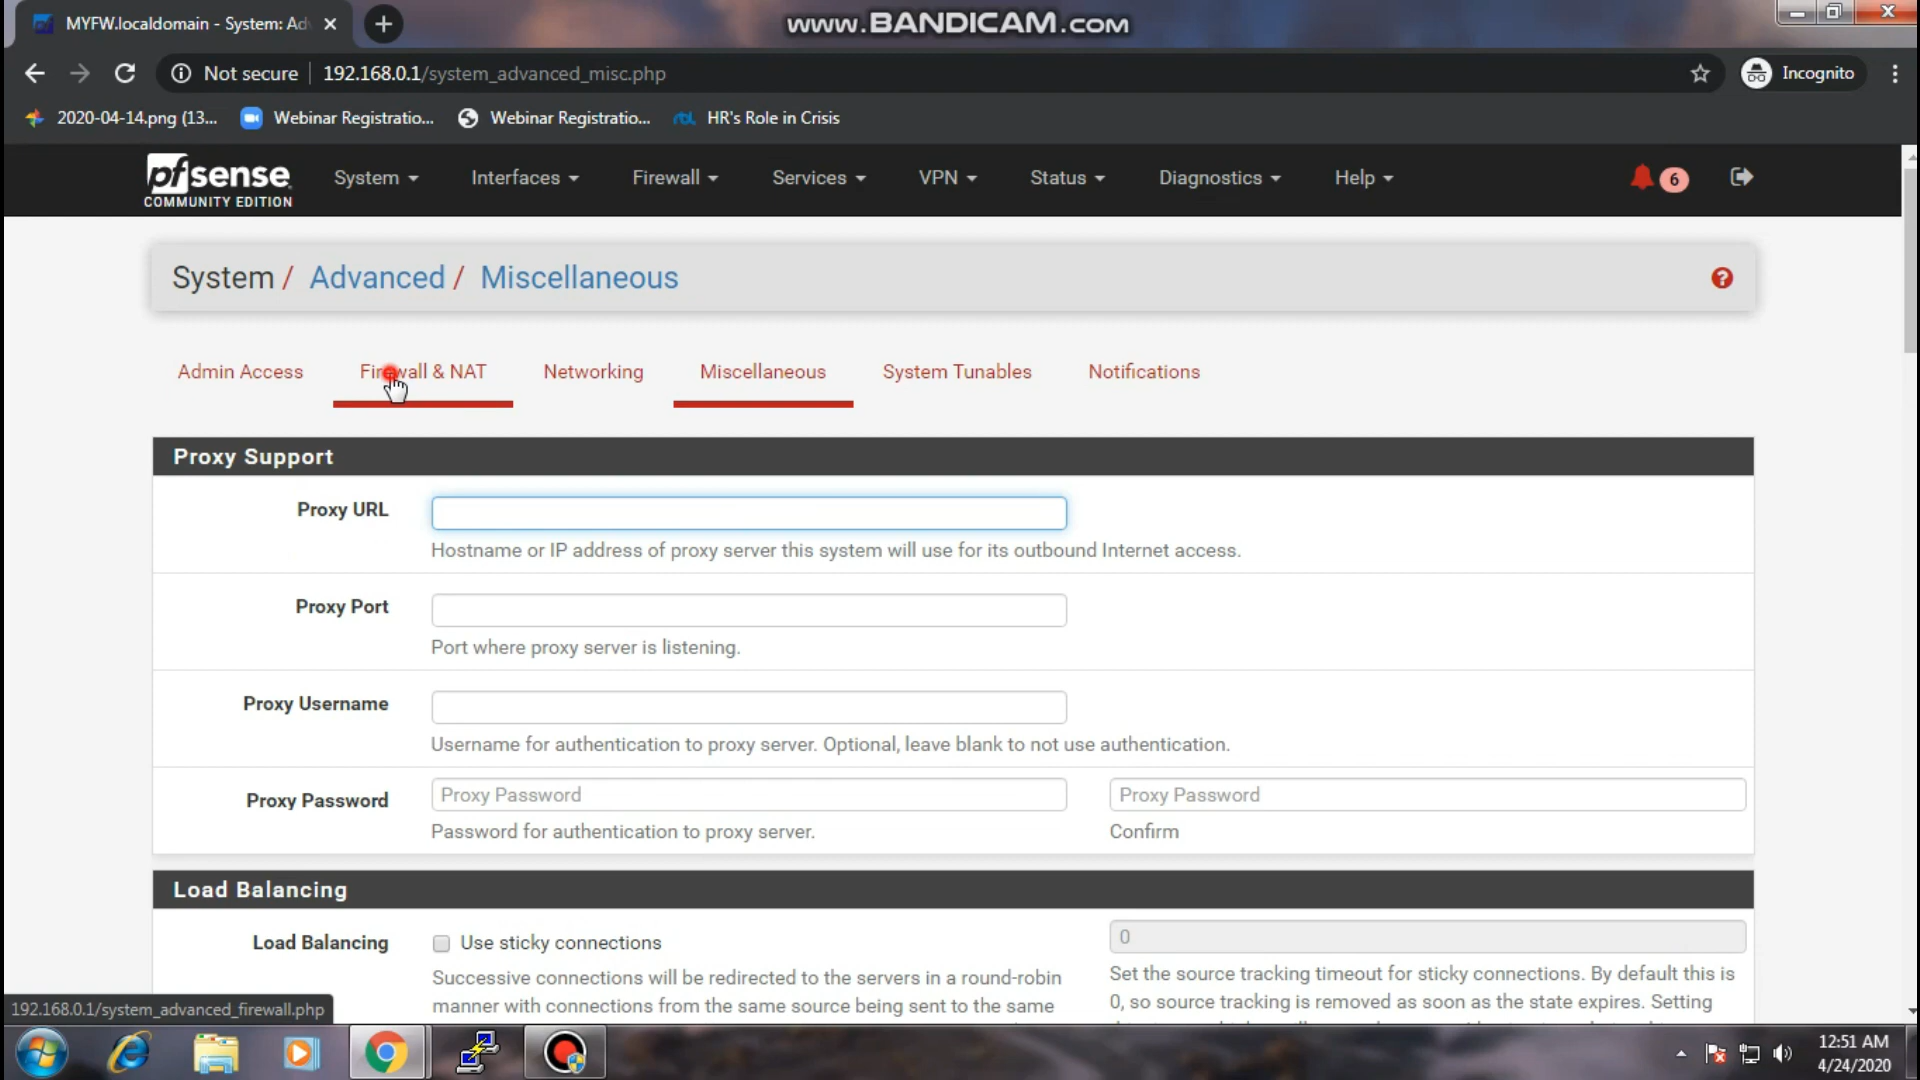 MYFW.localdomain - System: Ad
www.BANDICAM.com
Not secure
192.168.0.1/system_advanced_misc.php
Incognito
2020-04-14.png (13...
Webinar Registratio...
Webinar Registratio...
HR's Role in Crisis
pfsense
COMMUNITY EDITION
System
Interfaces
Firewall
Services
VPN
Status
Diagnostics
Help
6
System / Advanced / Miscellaneous
Admin Access
Firewall & NAT
Networking
Miscellaneous
System Tunables
Notifications
Proxy Support
Proxy URL
Hostname or IP address of proxy server this system will use for its outbound Internet access.
Proxy Port
Port where proxy server is listening.
Proxy Username
Username for authentication to proxy server. Optional, leave blank to not use authentication.
Proxy Password
Proxy Password
Proxy Password
Password for authentication to proxy server.
Confirm
Load Balancing
Load Balancing
Use sticky connections
0
Successive connections will be redirected to the servers in a round-robin
manner with connections from the same source being sent to the same
Set the source tracking timeout for sticky connections. By default this is
0, so source tracking is removed as soon as the state expires. Setting
192.168.0.1/system_advanced_firewall.php
12:51 AM
4/24/2020